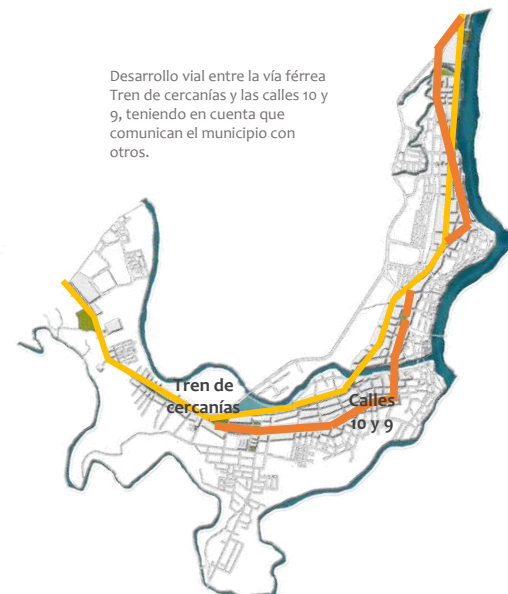 Desarrollo vial entre la vía férrea
Tren de cercanías y las calles 10 y
9, teniendo en cuenta que
comunican el municipio con
otros.
Tren de
cercanías
Calles
10 y 9